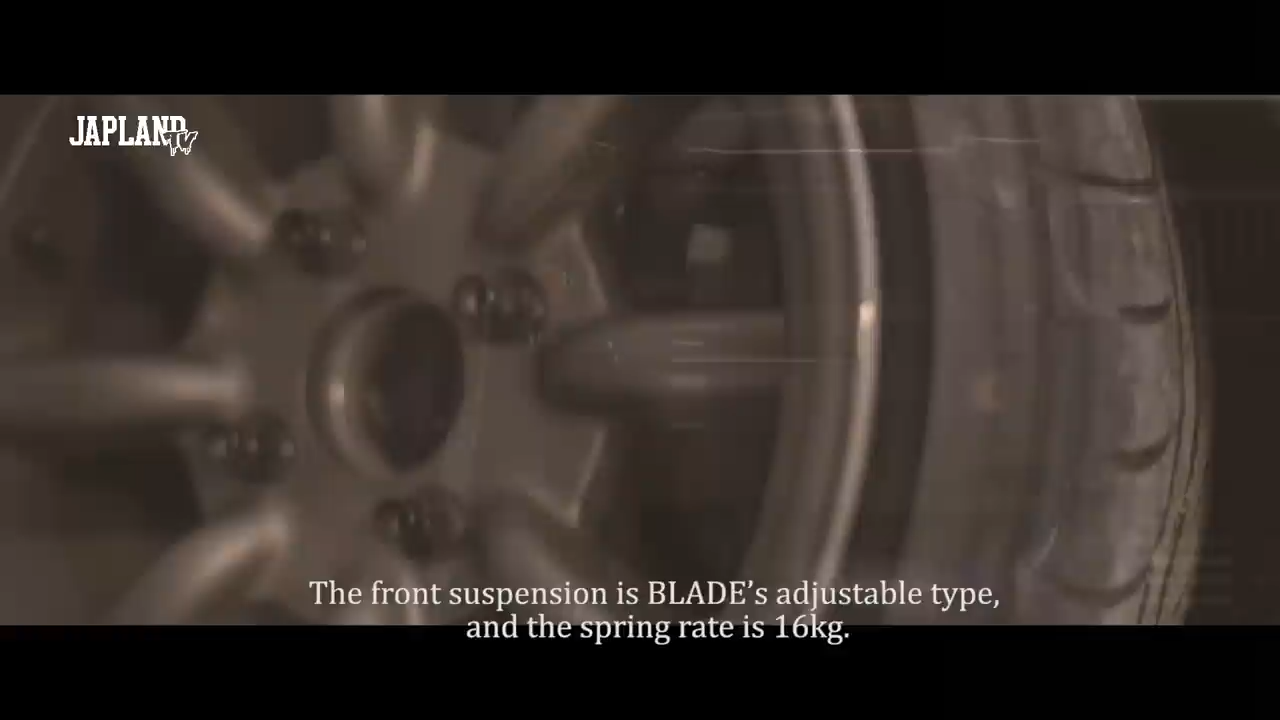 JAPLAND TV
The front suspension is BLADE's adjustable type,
and the spring rate is 16kg.